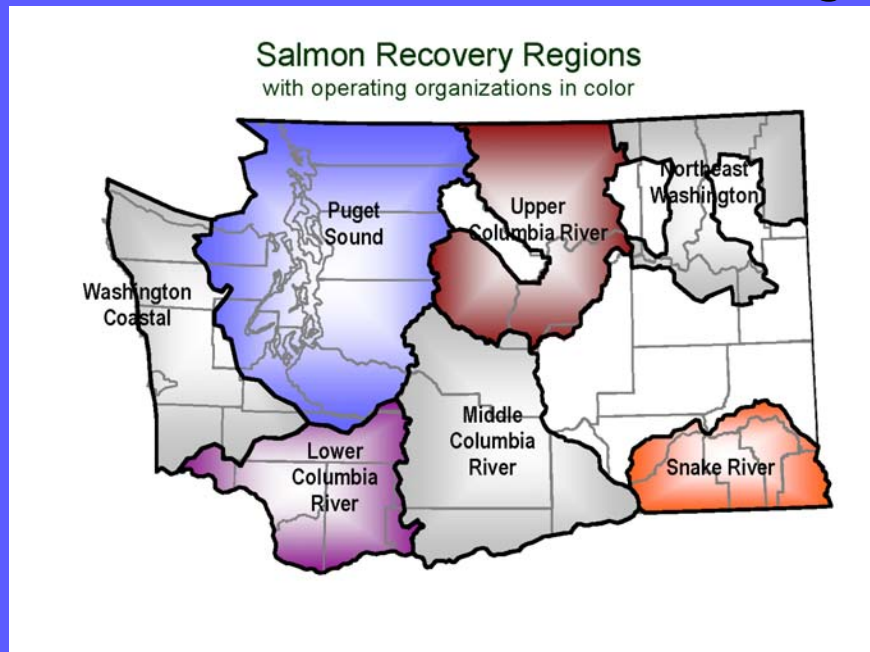 Salmon Recovery Regions
with operating organizations in color
Puget
Sound
Upper
Columbia River
Northeast
Washington
Washington
Coastal
Lower
Columbia
River
Middle
Columbia
River
Snake River